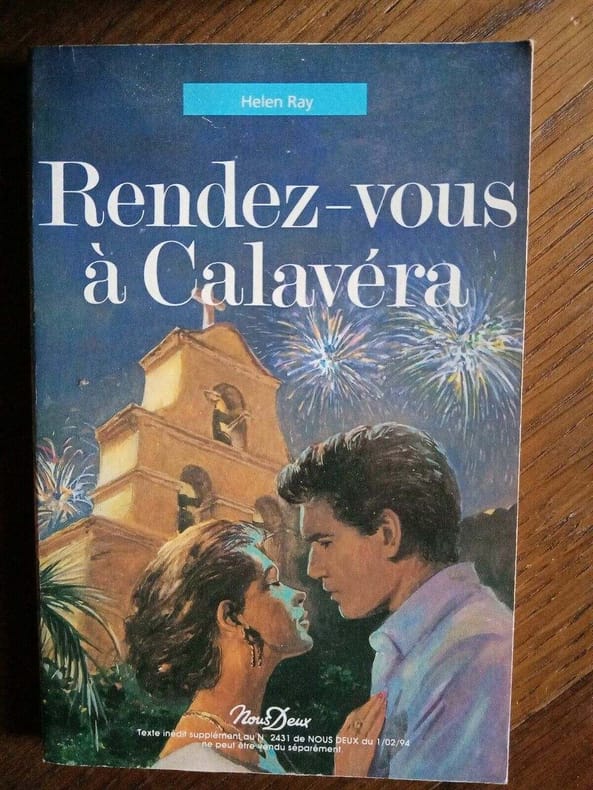 Helen Ray
Rendez-vous
à Calavéra
Nous Deux
Texte inédit supplément au N° 2431 de NOUS DEUX du 1/02/94
ne peut être vendu séparément